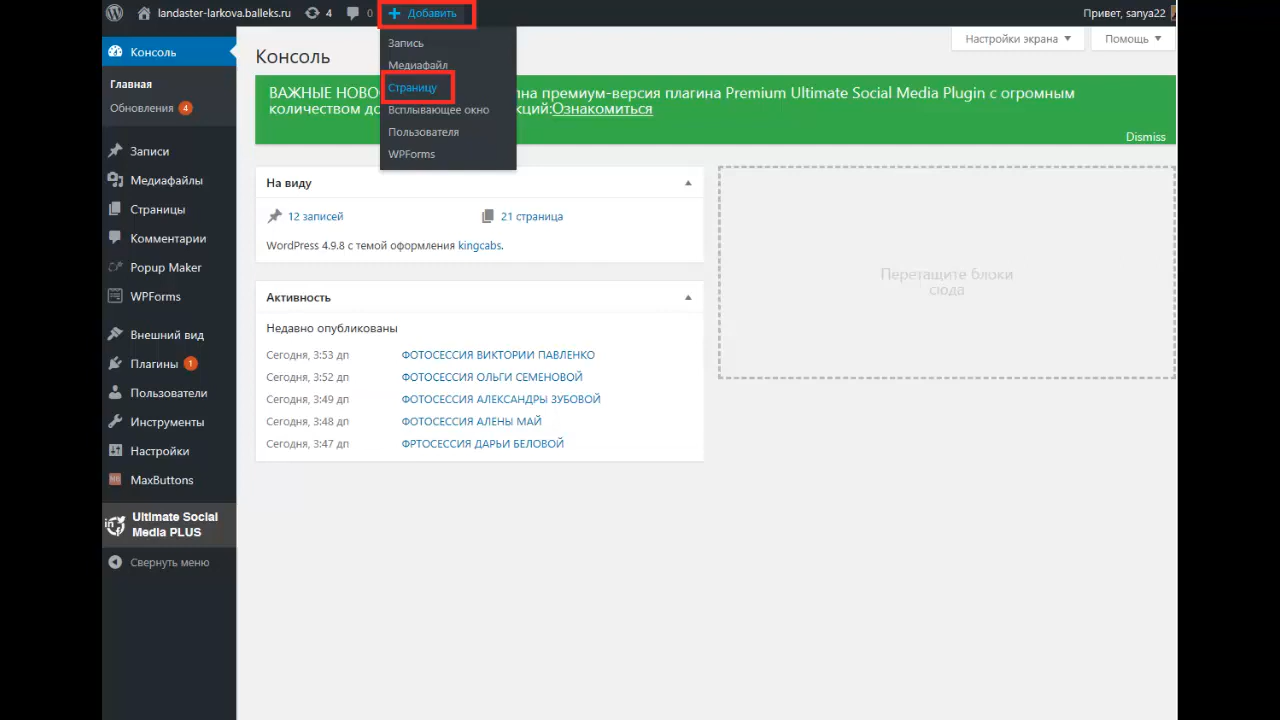 landaster-larkova.balleks.ru 4 0 Добавить Привет, sanya22
Запись
Медиафайл
Страницу
Всплывающее окно
Пользователя
WPForms
Настройки экрана Помощь
Консоль
Главная
Обновления 4
Записи
Медиафайлы
Страницы
Комментарии
Popup Maker
WPForms
Внешний вид
Плагины 1
Пользователи
Инструменты
Настройки
MaxButtons
Ultimate Social
Media PLUS
Свернуть меню
Консоль
ВАЖНЫЕ НОВО на премиум-версия плагина Premium Ultimate Social Media Plugin с огромным
количеством до кций:Ознакомиться
Dismiss
На виду
12 записей 21 страница
WordPress 4.9.8 с темой оформления kingcabs.
Активность
Недавно опубликованы
Сегодня, 3:53 дп ФОТОСЕССИЯ ВИКТОРИИ ПАВЛЕНКО
Сегодня, 3:52 дп ФОТОСЕССИЯ ОЛЬГИ СЕМЕНОВОЙ
Сегодня, 3:49 дп ФОТОСЕССИЯ АЛЕКСАНДРЫ ЗУБОВОЙ
Сегодня, 3:48 дп ФОТОСЕССИЯ АЛЕНЫ МАЙ
Сегодня, 3:47 дп ФРТОСЕССИЯ ДАРЬИ БЕЛОВОЙ
Перетащите блоки
сюда